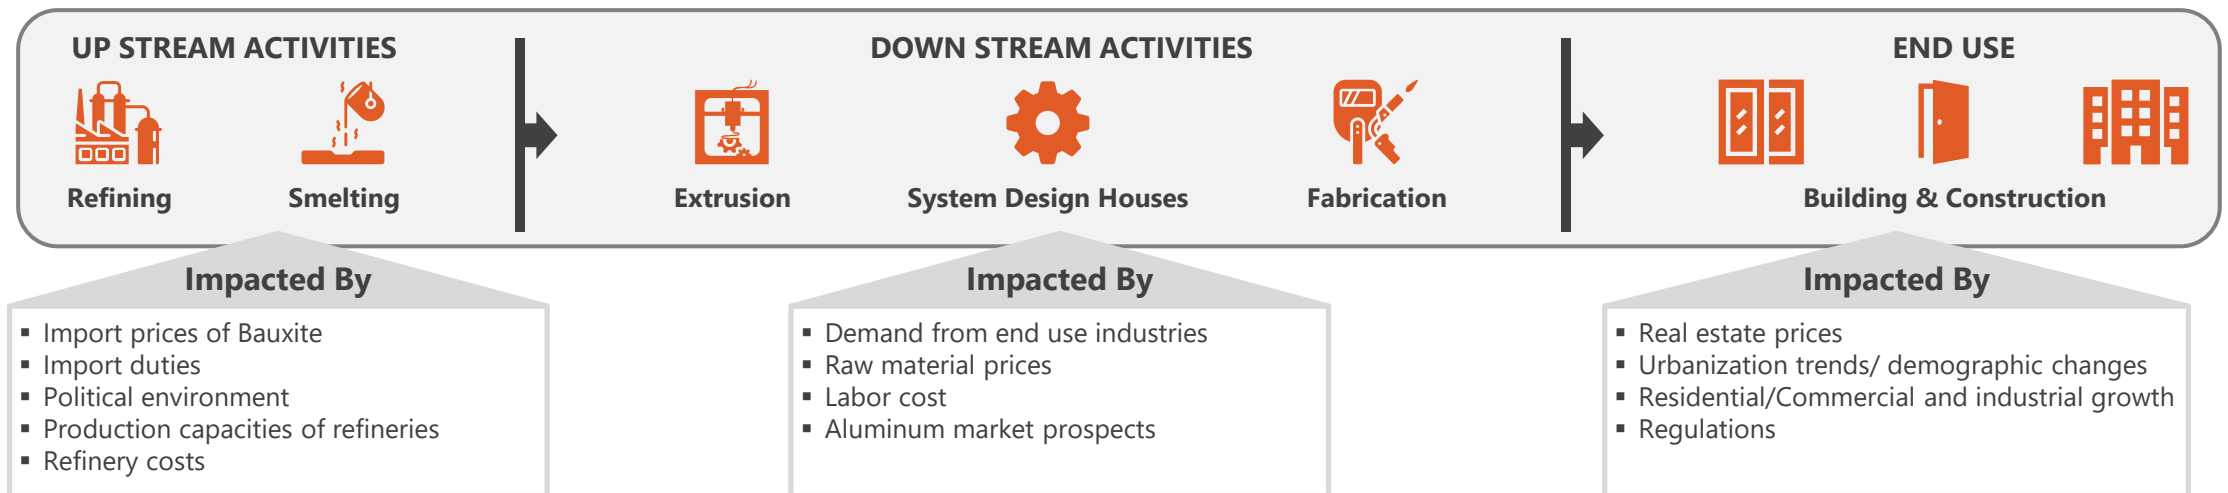 UP STREAM ACTIVITIES
Refining
Smelting
DOWN STREAM ACTIVITIES
Extrusion
System Design Houses
Fabrication
END USE
Building & Construction
Impacted By
▪ Import prices of Bauxite
▪ Import duties
▪ Political environment
▪ Production capacities of refineries
▪ Refinery costs
Impacted By
▪ Demand from end use industries
▪ Raw material prices
▪ Labor cost
▪ Aluminum market prospects
Impacted By
▪ Real estate prices
▪ Urbanization trends/ demographic changes
▪ Residential/Commercial and industrial growth
▪ Regulations